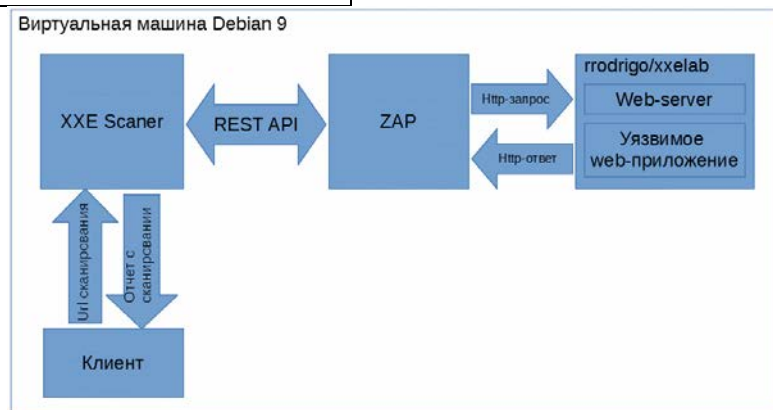 Виртуальная машина Debian 9
XXE Scaner
REST API
ZAP
Http-запрос
Http-ответ
rrodrigo/xxelab
Web-server
Уязвимое
web-приложение
Url сканирования
Отчет с
сканировании
Клиент